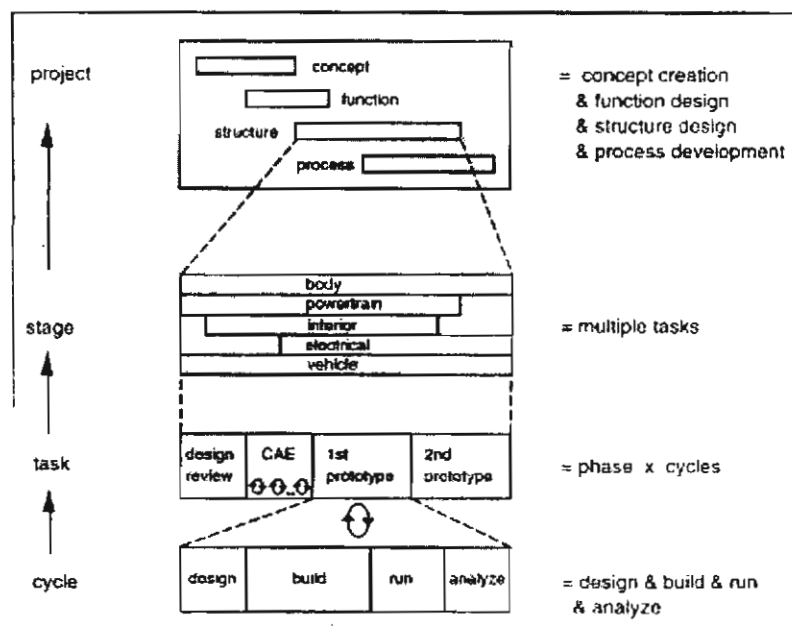 project
concept
function
structure
process
= concept creation
& function design
& structure design
& process development
stage
body
powertrain
interior
electrical
vehicle
= multiple tasks
task
design
review
CAE
1st
prototype
2nd
prototype
= phase x cycles
cycle
design
build
run
analyze
= design & build & run
& analyze